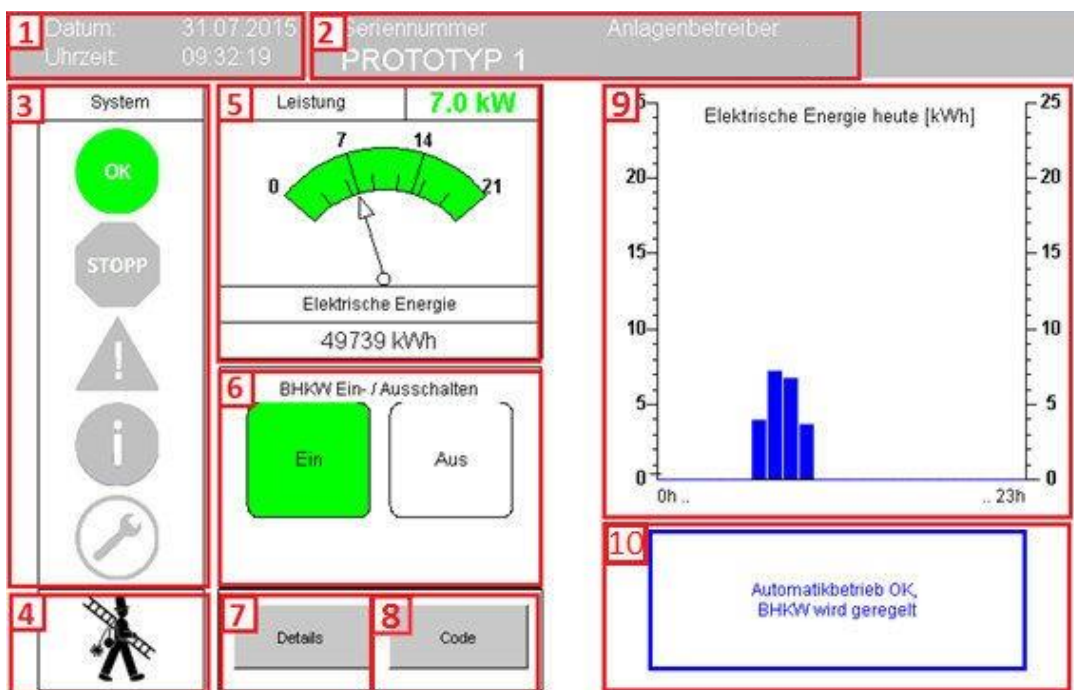 1
Datum: 31.07.2015
Uhrzeit: 09:32:19
2
Seriennummer
PROTOTYP 1
Anlagenbetreiber
3
System
OK
STOPP
!
i
4
5
Leistung 7.0 kW
0 7 14 21
Elektrische Energie
49739 kWh
6
BHKW Ein- / Ausschalten
Ein Aus
7
Details
8
Code
9
Elektrische Energie heute [kWh]
5 25
20 20
15 15
10 10
5 5
0 0
0h .. .. 23h
10
Automatikbetrieb OK,
BHKW wird geregelt